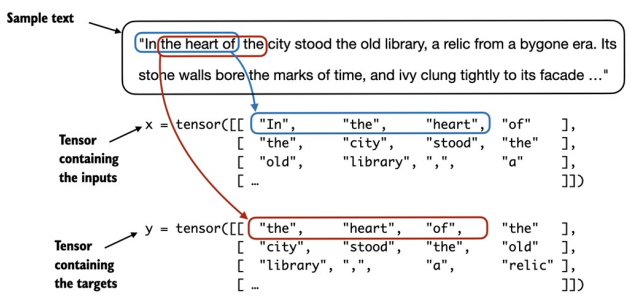 Sample text
"In the heart of the city stood the old library, a relic from a bygone era. Its
stone walls bore the marks of time, and ivy clung tightly to its facade ..."
x = tensor([[ "In", "the", "heart", "of" ],
[ "the", "city", "stood", "the" ],
[ "old", "library", ",", "a" ],
[ … ]])
Tensor
containing
the inputs
y = tensor([[ "the", "heart", "of", "the" ],
[ "city", "stood", "the", "old" ],
[ "library", ",", "a", "relic" ],
[ … ]])
Tensor
containing
the targets